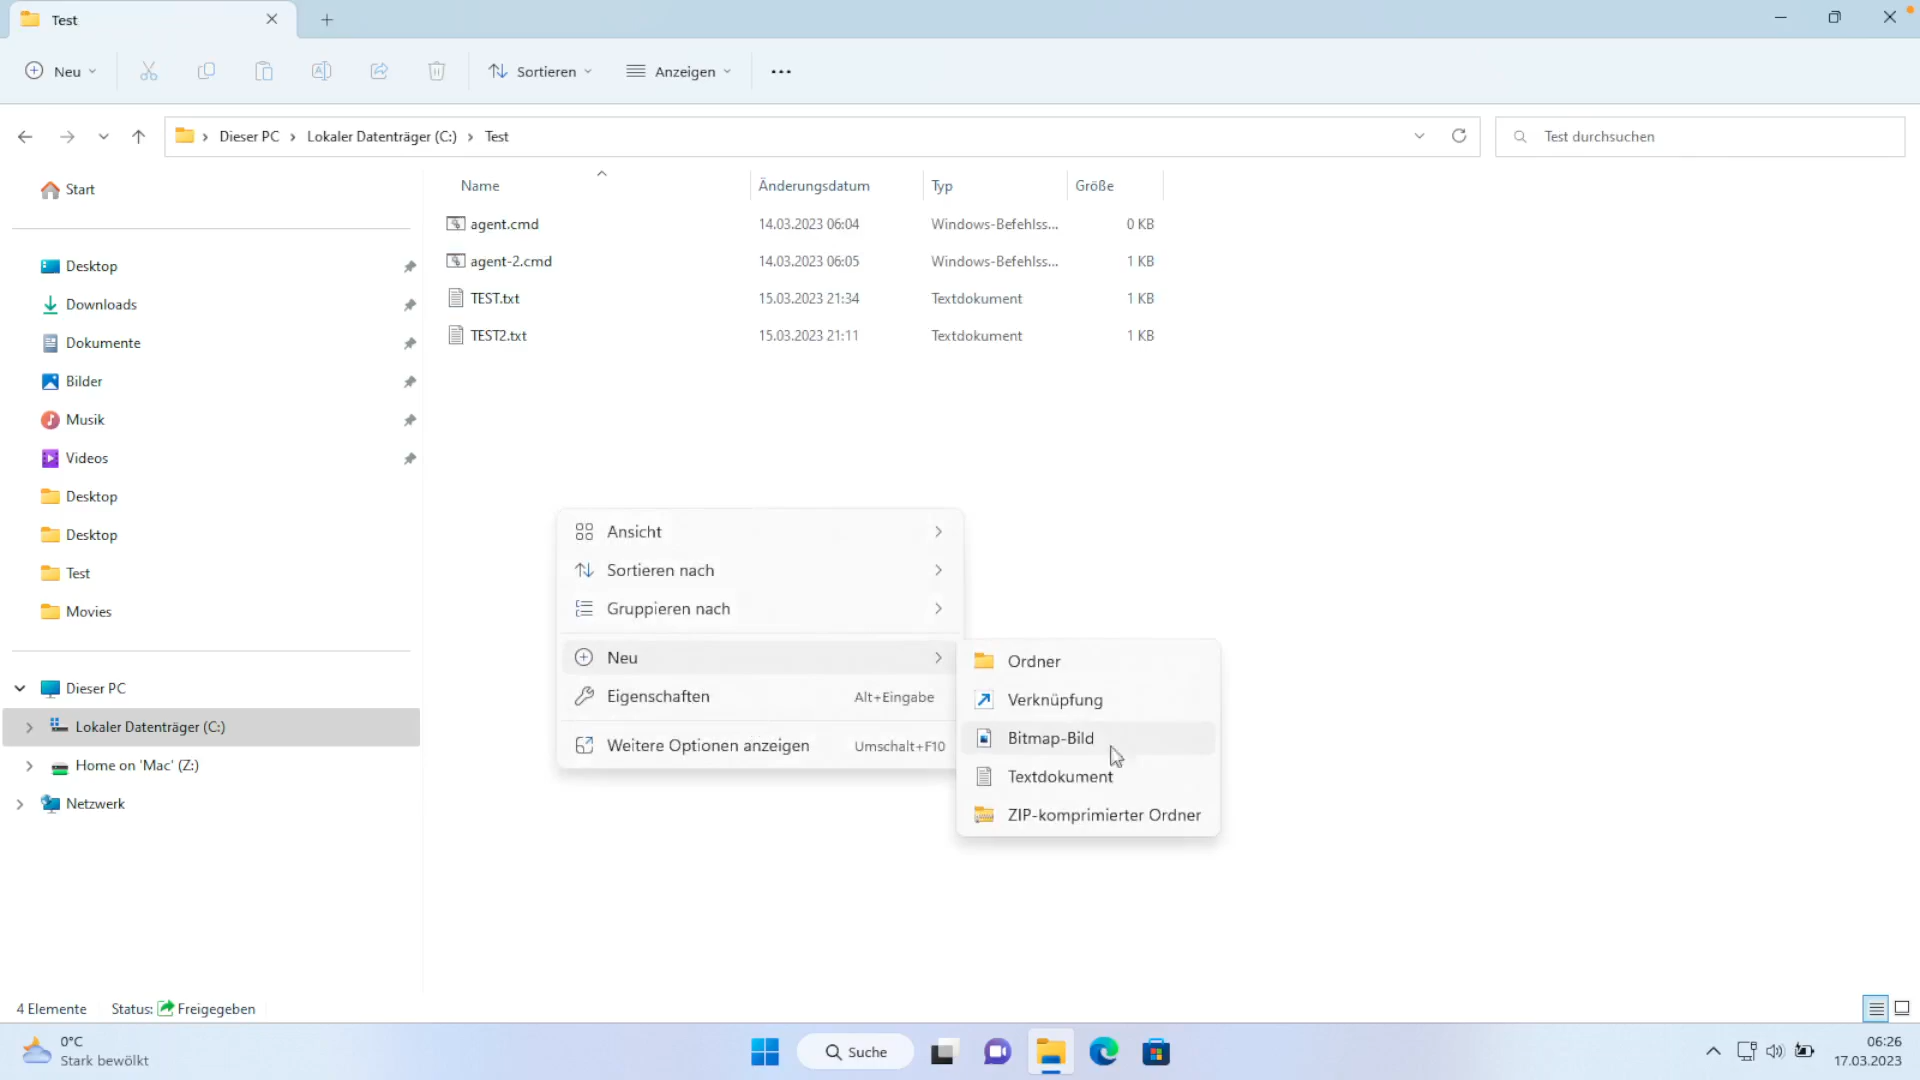 Test
Neu
Sortieren
Anzeigen
Dieser PC > Lokaler Datenträger (C:) > Test
Test durchsuchen
Start
Desktop
Downloads
Dokumente
Bilder
Musik
Videos
Desktop
Desktop
Test
Movies
Dieser PC
Lokaler Datenträger (C:)
Home on 'Mac' (Z:)
Netzwerk
Name Änderungsdatum Typ Größe
agent.cmd 14.03.2023 06:04 Windows-Befehlss... 0 KB
agent-2.cmd 14.03.2023 06:05 Windows-Befehlss... 1 KB
TEST.txt 15.03.2023 21:34 Textdokument 1 KB
TEST2.txt 15.03.2023 21:11 Textdokument 1 KB
Ansicht
Sortieren nach
Gruppieren nach
Neu
Eigenschaften Alt+Eingabe
Weitere Optionen anzeigen Umschalt+F10
Ordner
Verknüpfung
Bitmap-Bild
Textdokument
ZIP-komprimierter Ordner
4 Elemente Status: Freigegeben
0°C
Stark bewölkt
Suche
06:26
17.03.2023